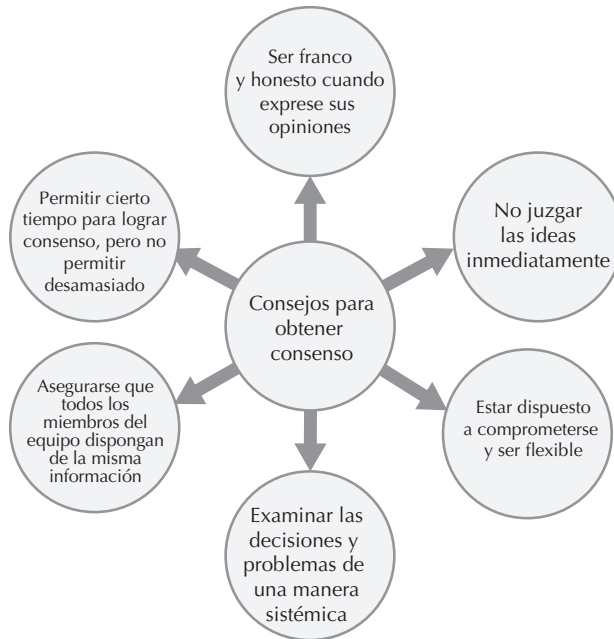 Ser franco
y honesto cuando
exprese sus
opiniones
Permitir cierto
tiempo para lograr
consenso, pero no
permitir
desamasiado
No juzgar
las ideas
inmediatamente
Consejos para
obtener
consenso
Asegurarse que
todos los
miembros del
equipo dispongan
de la misma
información
Estar dispuesto
a comprometerse
y ser flexible
Examinar las
decisiones y
problemas de
una manera
sistémica